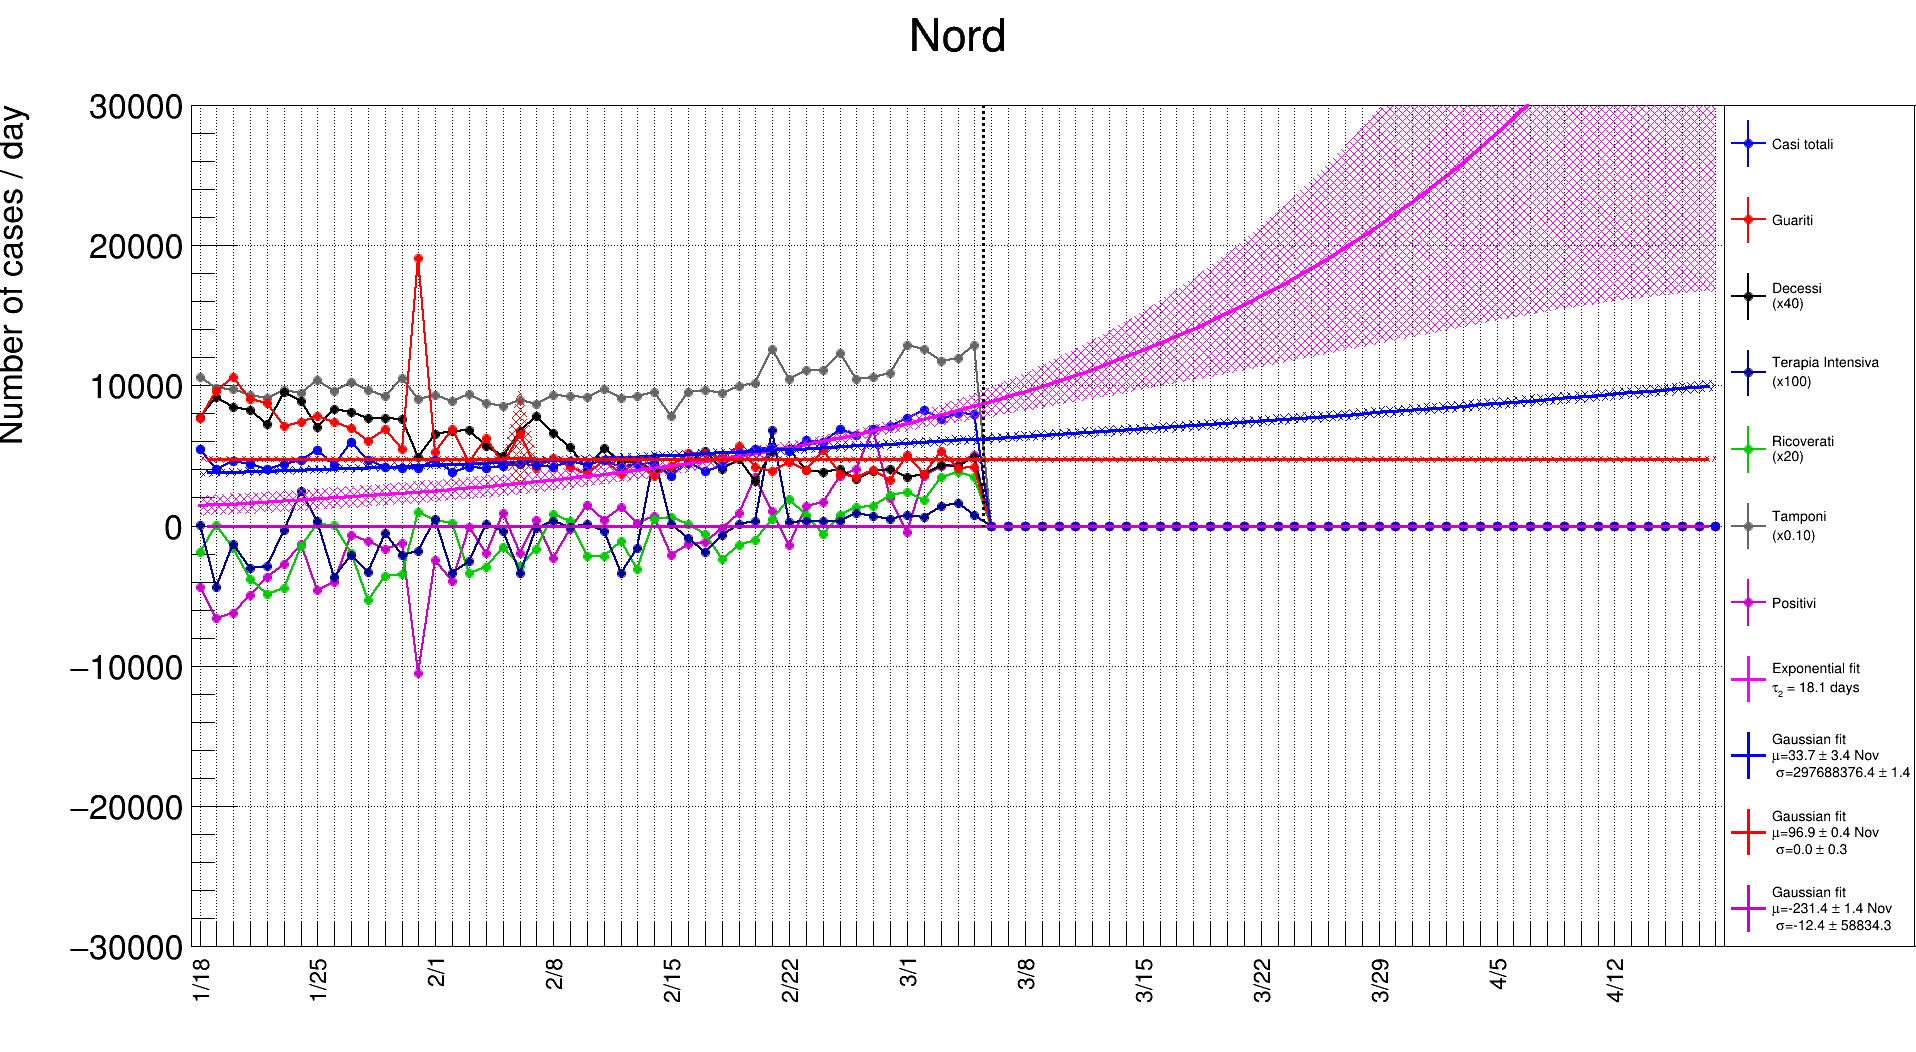 Nord
Number of cases / day
30000
20000
10000
0
−10000
−20000
−30000
1/18
1/25
2/1
2/8
2/15
2/22
3/1
3/8
3/15
3/22
3/29
4/5
4/12
Casi totali
Guariti
Decessi
(x40)
Terapia Intensiva
(x100)
Ricoverati
(x20)
Tamponi
(x0.10)
Positivi
Exponential fit
τ2 = 18.1 days
Gaussian fit
μ=33.7 ± 3.4 Nov
σ=297688376.4 ± 1.4
Gaussian fit
μ=96.9 ± 0.4 Nov
σ=0.0 ± 0.3
Gaussian fit
μ=-231.4 ± 1.4 Nov
σ=-12.4 ± 58834.3